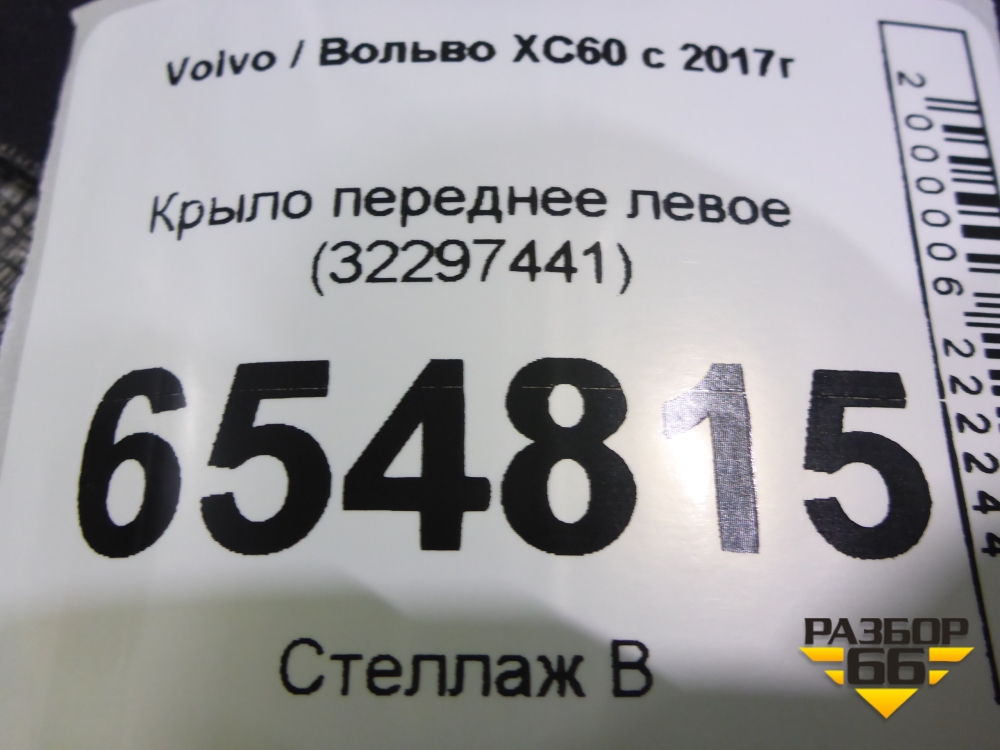 Volvo / Вольво XC60 с 2017г
Крыло переднее левое
(32297441)
654815
Стеллаж В
2000006222244
РАЗБОР
66